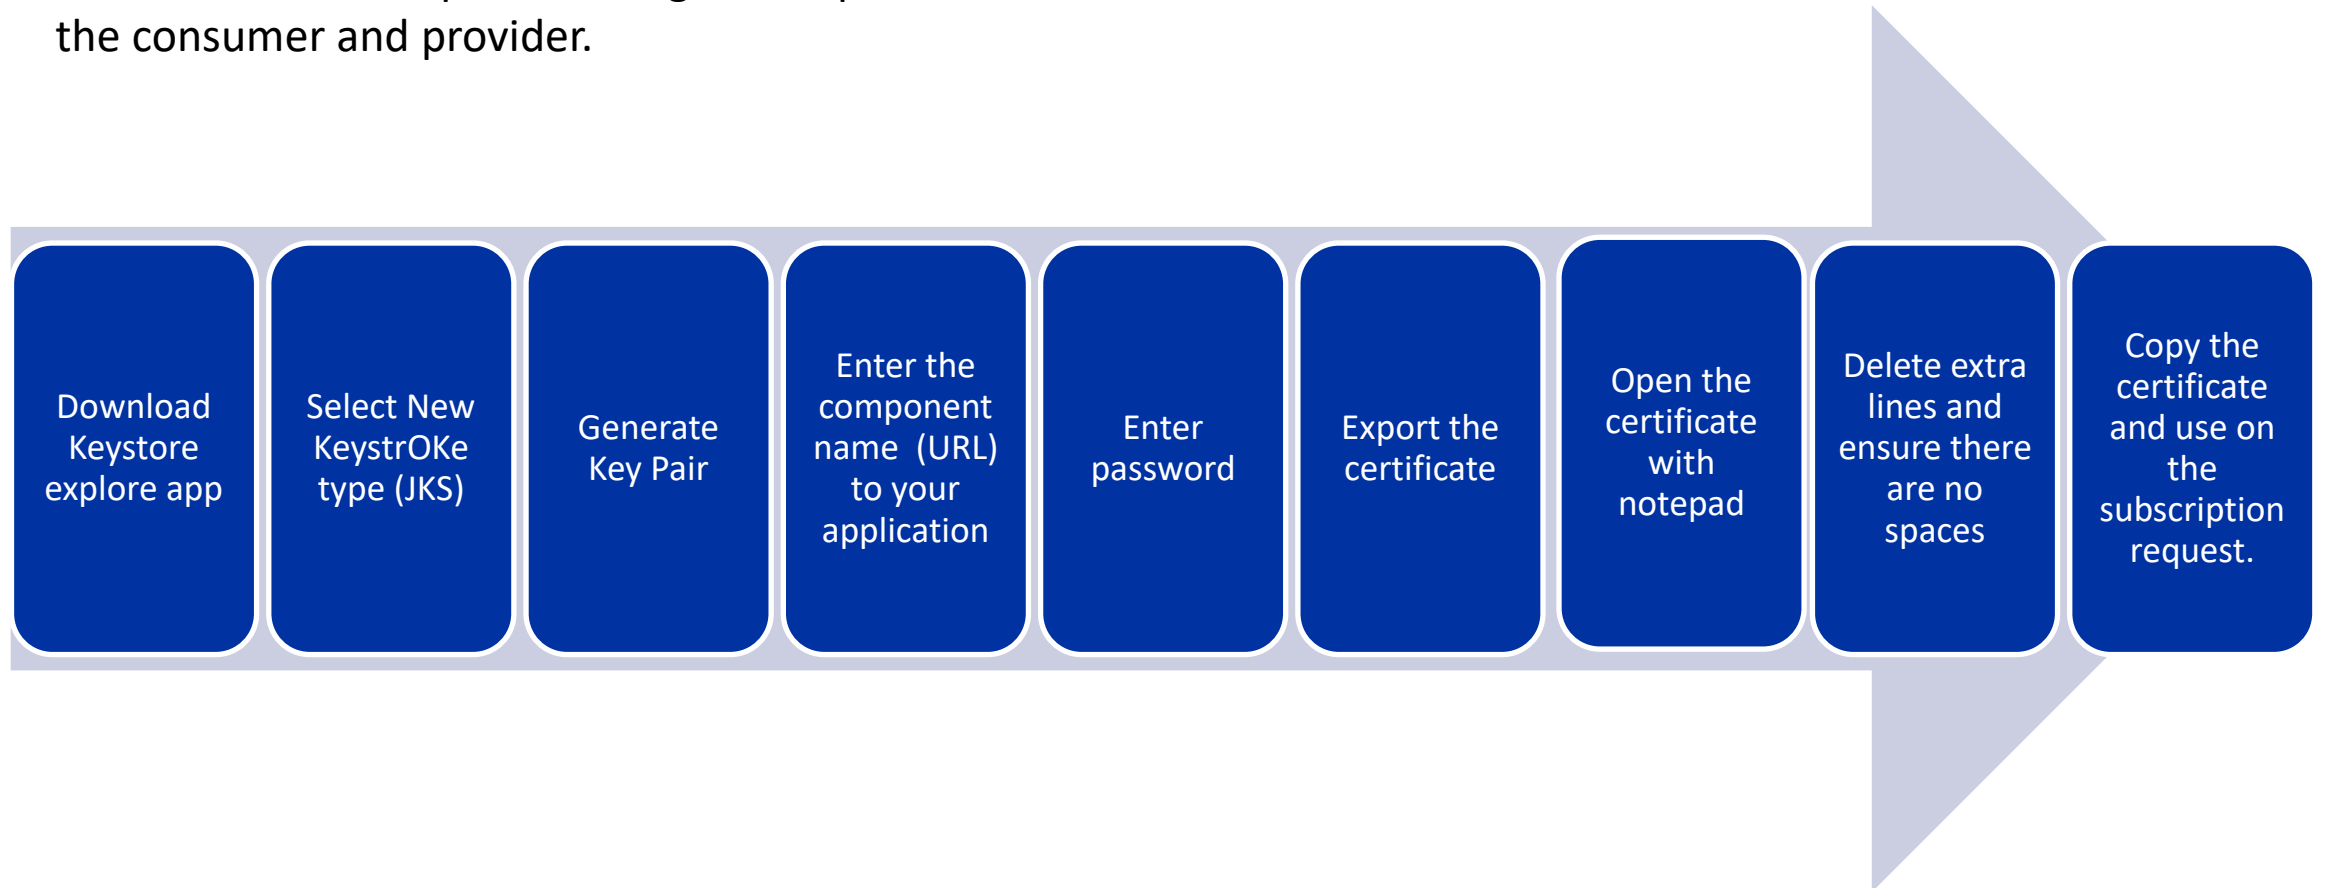 the consumer and provider.
Download
Keystore
explore app
Select New
KeystrOKe
type (JKS)
Generate
Key Pair
Enter the
component
name  (URL)
to your
application
Enter
password
Export the
certificate
Open the
certificate
with
notepad
Delete extra
lines and
ensure there
are no
spaces
Copy the
certificate
and use on
the
subscription
request.